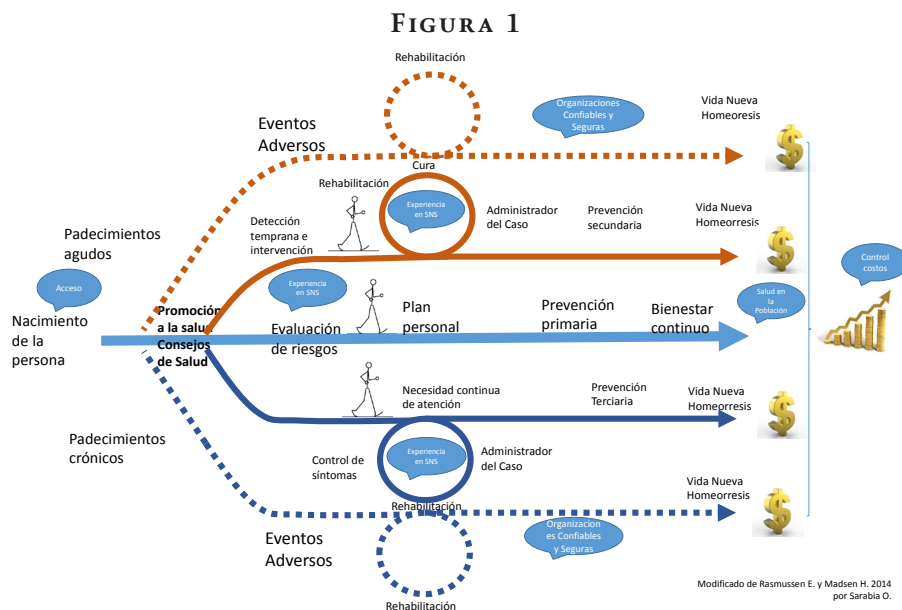 FIGURA 1
Rehabilitación
Organizaciones
Confiables y
Seguras
Vida Nueva
Homeoresis
Eventos
Adversos
Cura
Rehabilitación
Experiencia
en SNS
Administrador
del Caso
Prevención
secundaria
Vida Nueva
Homeorresis
Detección
temprana e
intervención
Padecimientos
agudos
Control
costos
Acceso
Experiencia
en SNS
Salud en
la
Población
Nacimiento
de la
persona
Promoción
a la salud
Consejos
de Salud
Evaluación
de riesgos
Plan
personal
Prevención
primaria
Bienestar
continuo
Necesidad continua
de atención
Prevención
Terciaria
Vida Nueva
Homeorresis
Padecimientos
crónicos
Control de
síntomas
Experiencia
en SNS
Administrador
del Caso
Rehabilitación
Vida Nueva
Homeorresis
Eventos
Adversos
Organizacion
es Confiables
y Seguras
Rehabilitación
Modificado de Rasmussen E. y Madsen H. 2014
por Sarabia O.